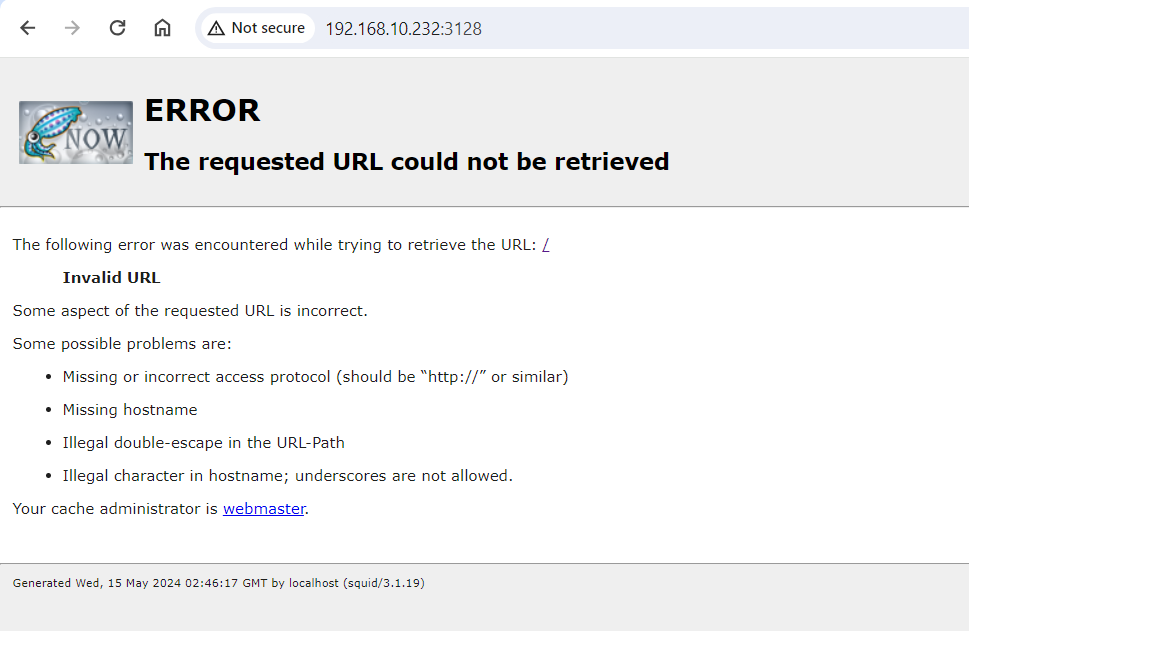 Not secure 192.168.10.232:3128
NOW
ERROR
The requested URL could not be retrieved
The following error was encountered while trying to retrieve the URL: /
Invalid URL
Some aspect of the requested URL is incorrect.
Some possible problems are:
• Missing or incorrect access protocol (should be “http://” or similar)
• Missing hostname
• Illegal double-escape in the URL-Path
• Illegal character in hostname; underscores are not allowed.
Your cache administrator is webmaster.
Generated Wed, 15 May 2024 02:46:17 GMT by localhost (squid/3.1.19)